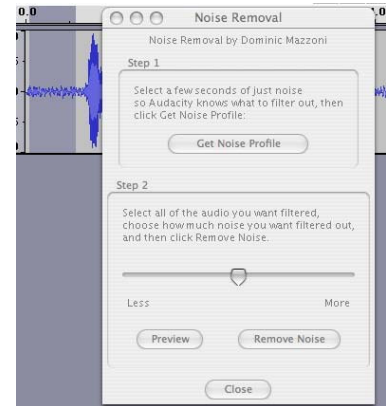 0.0
1.0
Noise Removal
Noise Removal by Dominic Mazzoni
Step 1
Select a few seconds of just noise
so Audacity knows what to filter out, then
click Get Noise Profile:
Get Noise Profile
Step 2
Select all of the audio you want filtered,
choose how much noise you want filtered out,
and then click Remove Noise.
Less More
Preview Remove Noise
Close